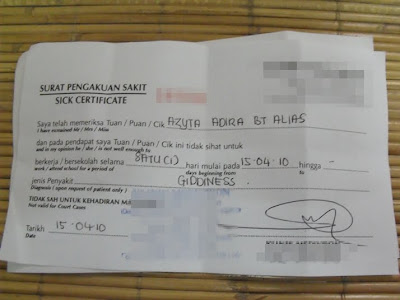 SURAT PENGAKUAN SAKIT
SICK CERTIFICATE
Saya telah memeriksa Tuan / Puan / Cik AZYTA ADIRA BT ALIAS
I have examined Mr / Mrs / Miss
dan pada pendapat saya Tuan / Puan / Cik ini tidak sihat untuk
and in my opinion he / she is not well enough to
berkerja / bersekolah selama SATU (1) hari mulai pada 15.04.10 hingga -
work / attend school for a period of days beginning from to
jenis Penyakit GIDDINESS
Diagnosis ( upon request of patient only )
TIDAK SAH UNTUK KEHADIRAN
Not valid for Court Cases
Tarikh 15.04.10
Date